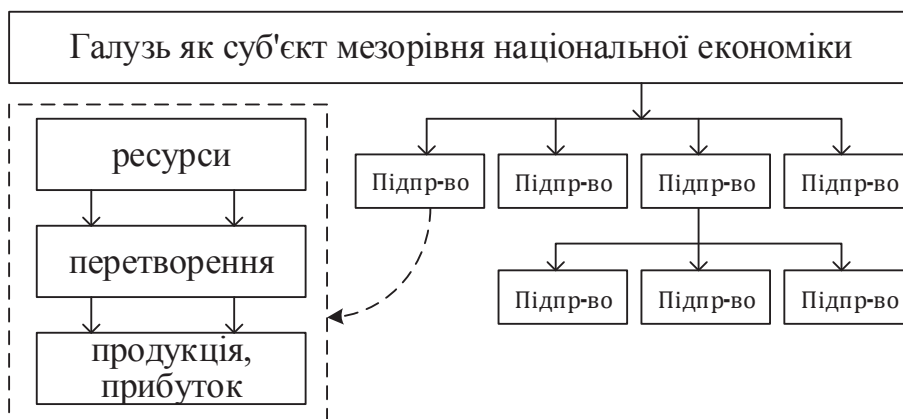 Галузь як суб'єкт мезорівня національної економіки
ресурси
перетворення
продукція,
прибуток
Підпр-во
Підпр-во
Підпр-во
Підпр-во
Підпр-во
Підпр-во
Підпр-во